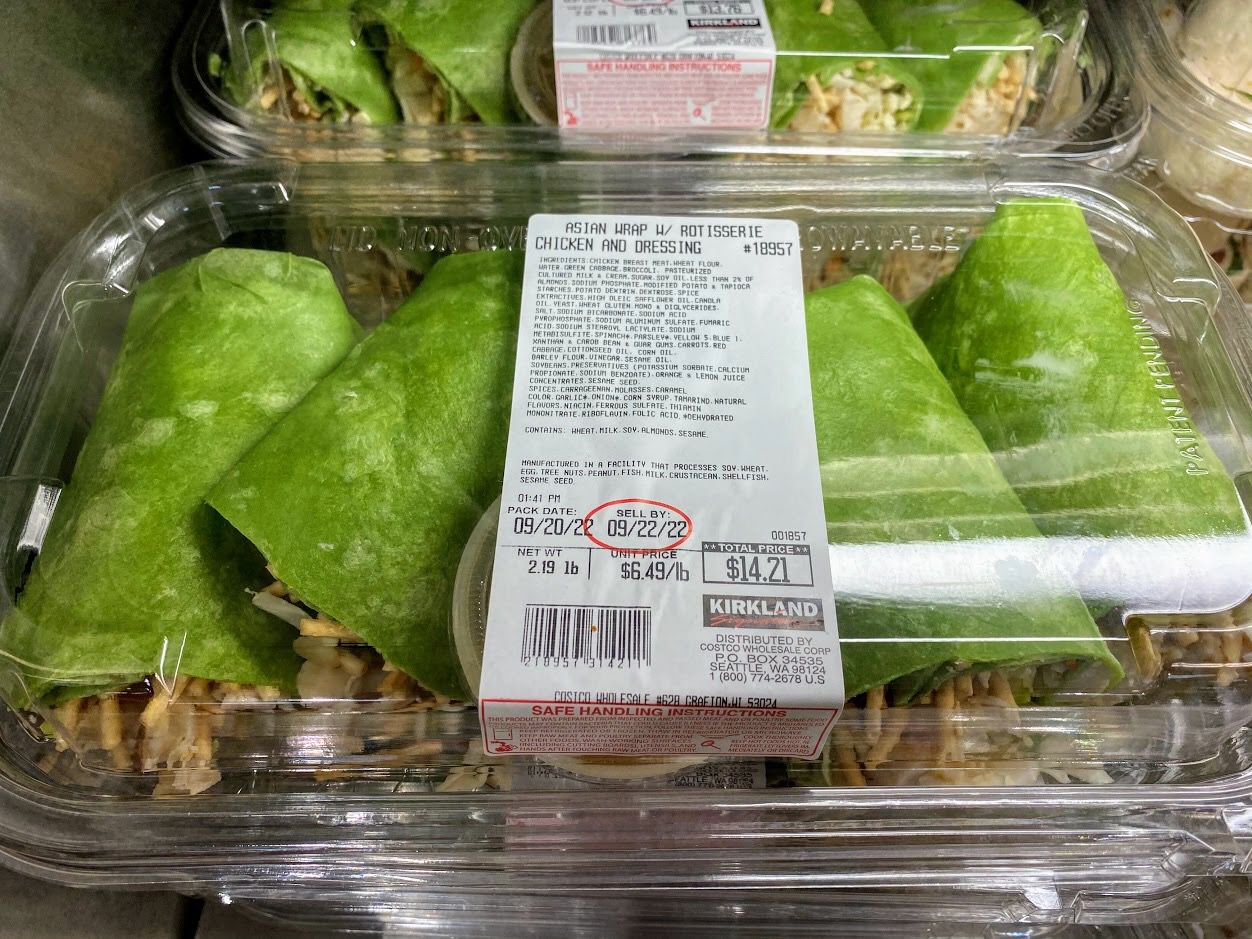 $6.49/lb
$13.76
KIRKLAND
SAFE HANDLING INSTRUCTIONS
LID NON-
OWAVABLE
ASIAN WRAP W/ ROTISSERIE
CHICKEN AND DRESSING #18957
INGREDIENTS:CHICKEN BREAST MEAT,WHEAT FLOUR,
WATER,GREEN CABBAGE,BROCCOLI, PASTEURIZED
CULTURED MILK & CREAM,SUGAR,SOY OIL,LESS THAN 2% OF
ALMONDS,SODIUM PHOSPHATE,MODIFIED POTATO & TAPIOCA
STARCHES,POTATO DEXTRIN,DEXTROSE,SPICE
EXTRACTIVES,HIGH OLEIC SAFFLOWER OIL,CANOLA
OIL,YEAST,WHEAT GLUTEN,MONO & DIGLYCERIDES,
SALT,SODIUM BICARBONATE,SODIUM ACID
PYROPHOSPHATE,SODIUM ALUMINUM SULFATE,FUMARIC
ACID,SODIUM STEAROYL LACTYLATE,SODIUM
METABISULFITE,SPINACH*,PARSLEY*,YELLOW 5,BLUE 1,
XANTHAN & CAROB BEAN & GUAR GUMS,CARROTS,RED
CABBAGE,COTTONSEED OIL, CORN OIL,
BARLEY FLOUR,VINEGAR,SESAME OIL,
SOYBEANS,PRESERVATIVES (POTASSIUM SORBATE,CALCIUM
PROPIONATE,SODIUM BENZOATE),ORANGE & LEMON JUICE
CONCENTRATES,SESAME SEED,
SPICES,CARRAGEENAN,MOLASSES,CARAMEL
COLOR,GARLIC*,ONION*,CORN SYRUP,TAMARIND,NATURAL
FLAVORS,NIACIN,FERROUS SULFATE,THIAMIN
MONONITRATE,RIBOFLAVIN,FOLIC ACID,*DEHYDRATED
CONTAINS: WHEAT,MILK,SOY,ALMONDS,SESAME.
MANUFACTURED IN A FACILITY THAT PROCESSES SOY,WHEAT,
EGG,TREE NUTS,PEANUT,FISH,MILK,CRUSTACEAN,SHELLFISH,
SESAME SEED.
01:41 PM
PACK DATE: SELL BY:
09/20/22 09/22/22 001857
NET WT UNIT PRICE **TOTAL PRICE**
2.19 lb $6.49/lb $14.21
KIRKLAND
Signature
DISTRIBUTED BY
COSTCO WHOLESALE CORP
P.O. BOX 34535
SEATTLE, WA 98124
1 (800) 774-2678 U.S
COSTCO WHOLESALE #628 GRAFTON,WI 53024
SAFE HANDLING INSTRUCTIONS
PATENT PENDING